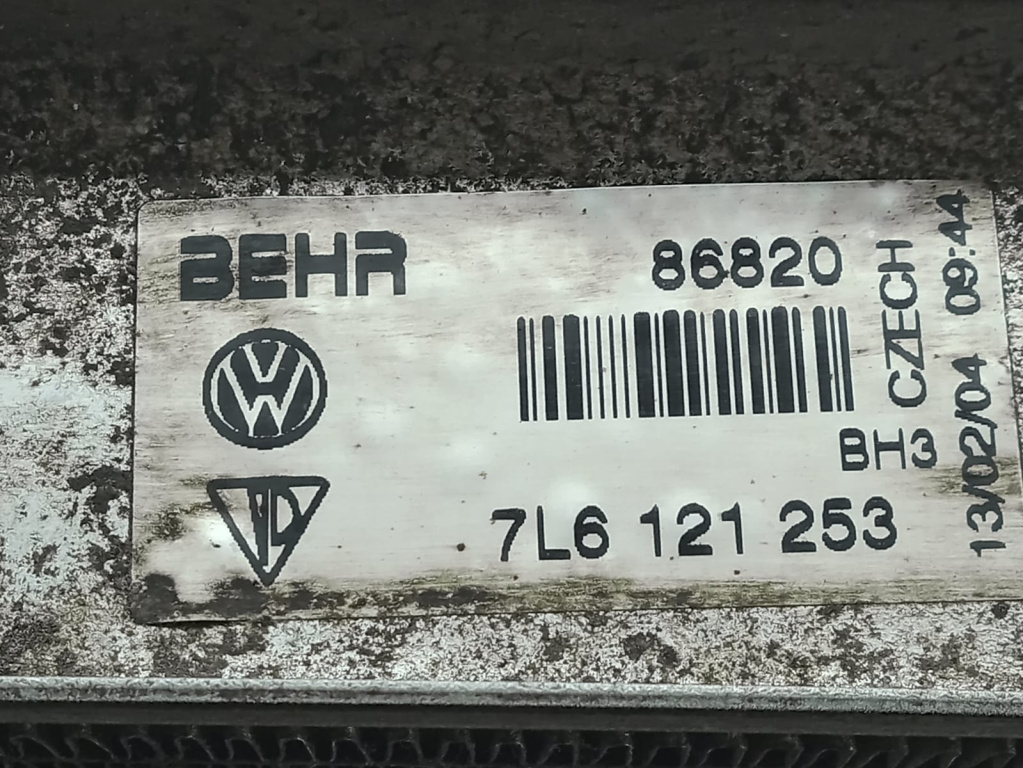 BEHR
86820
CZECH
13/02/04 09:44
BH3
7L6 121 253